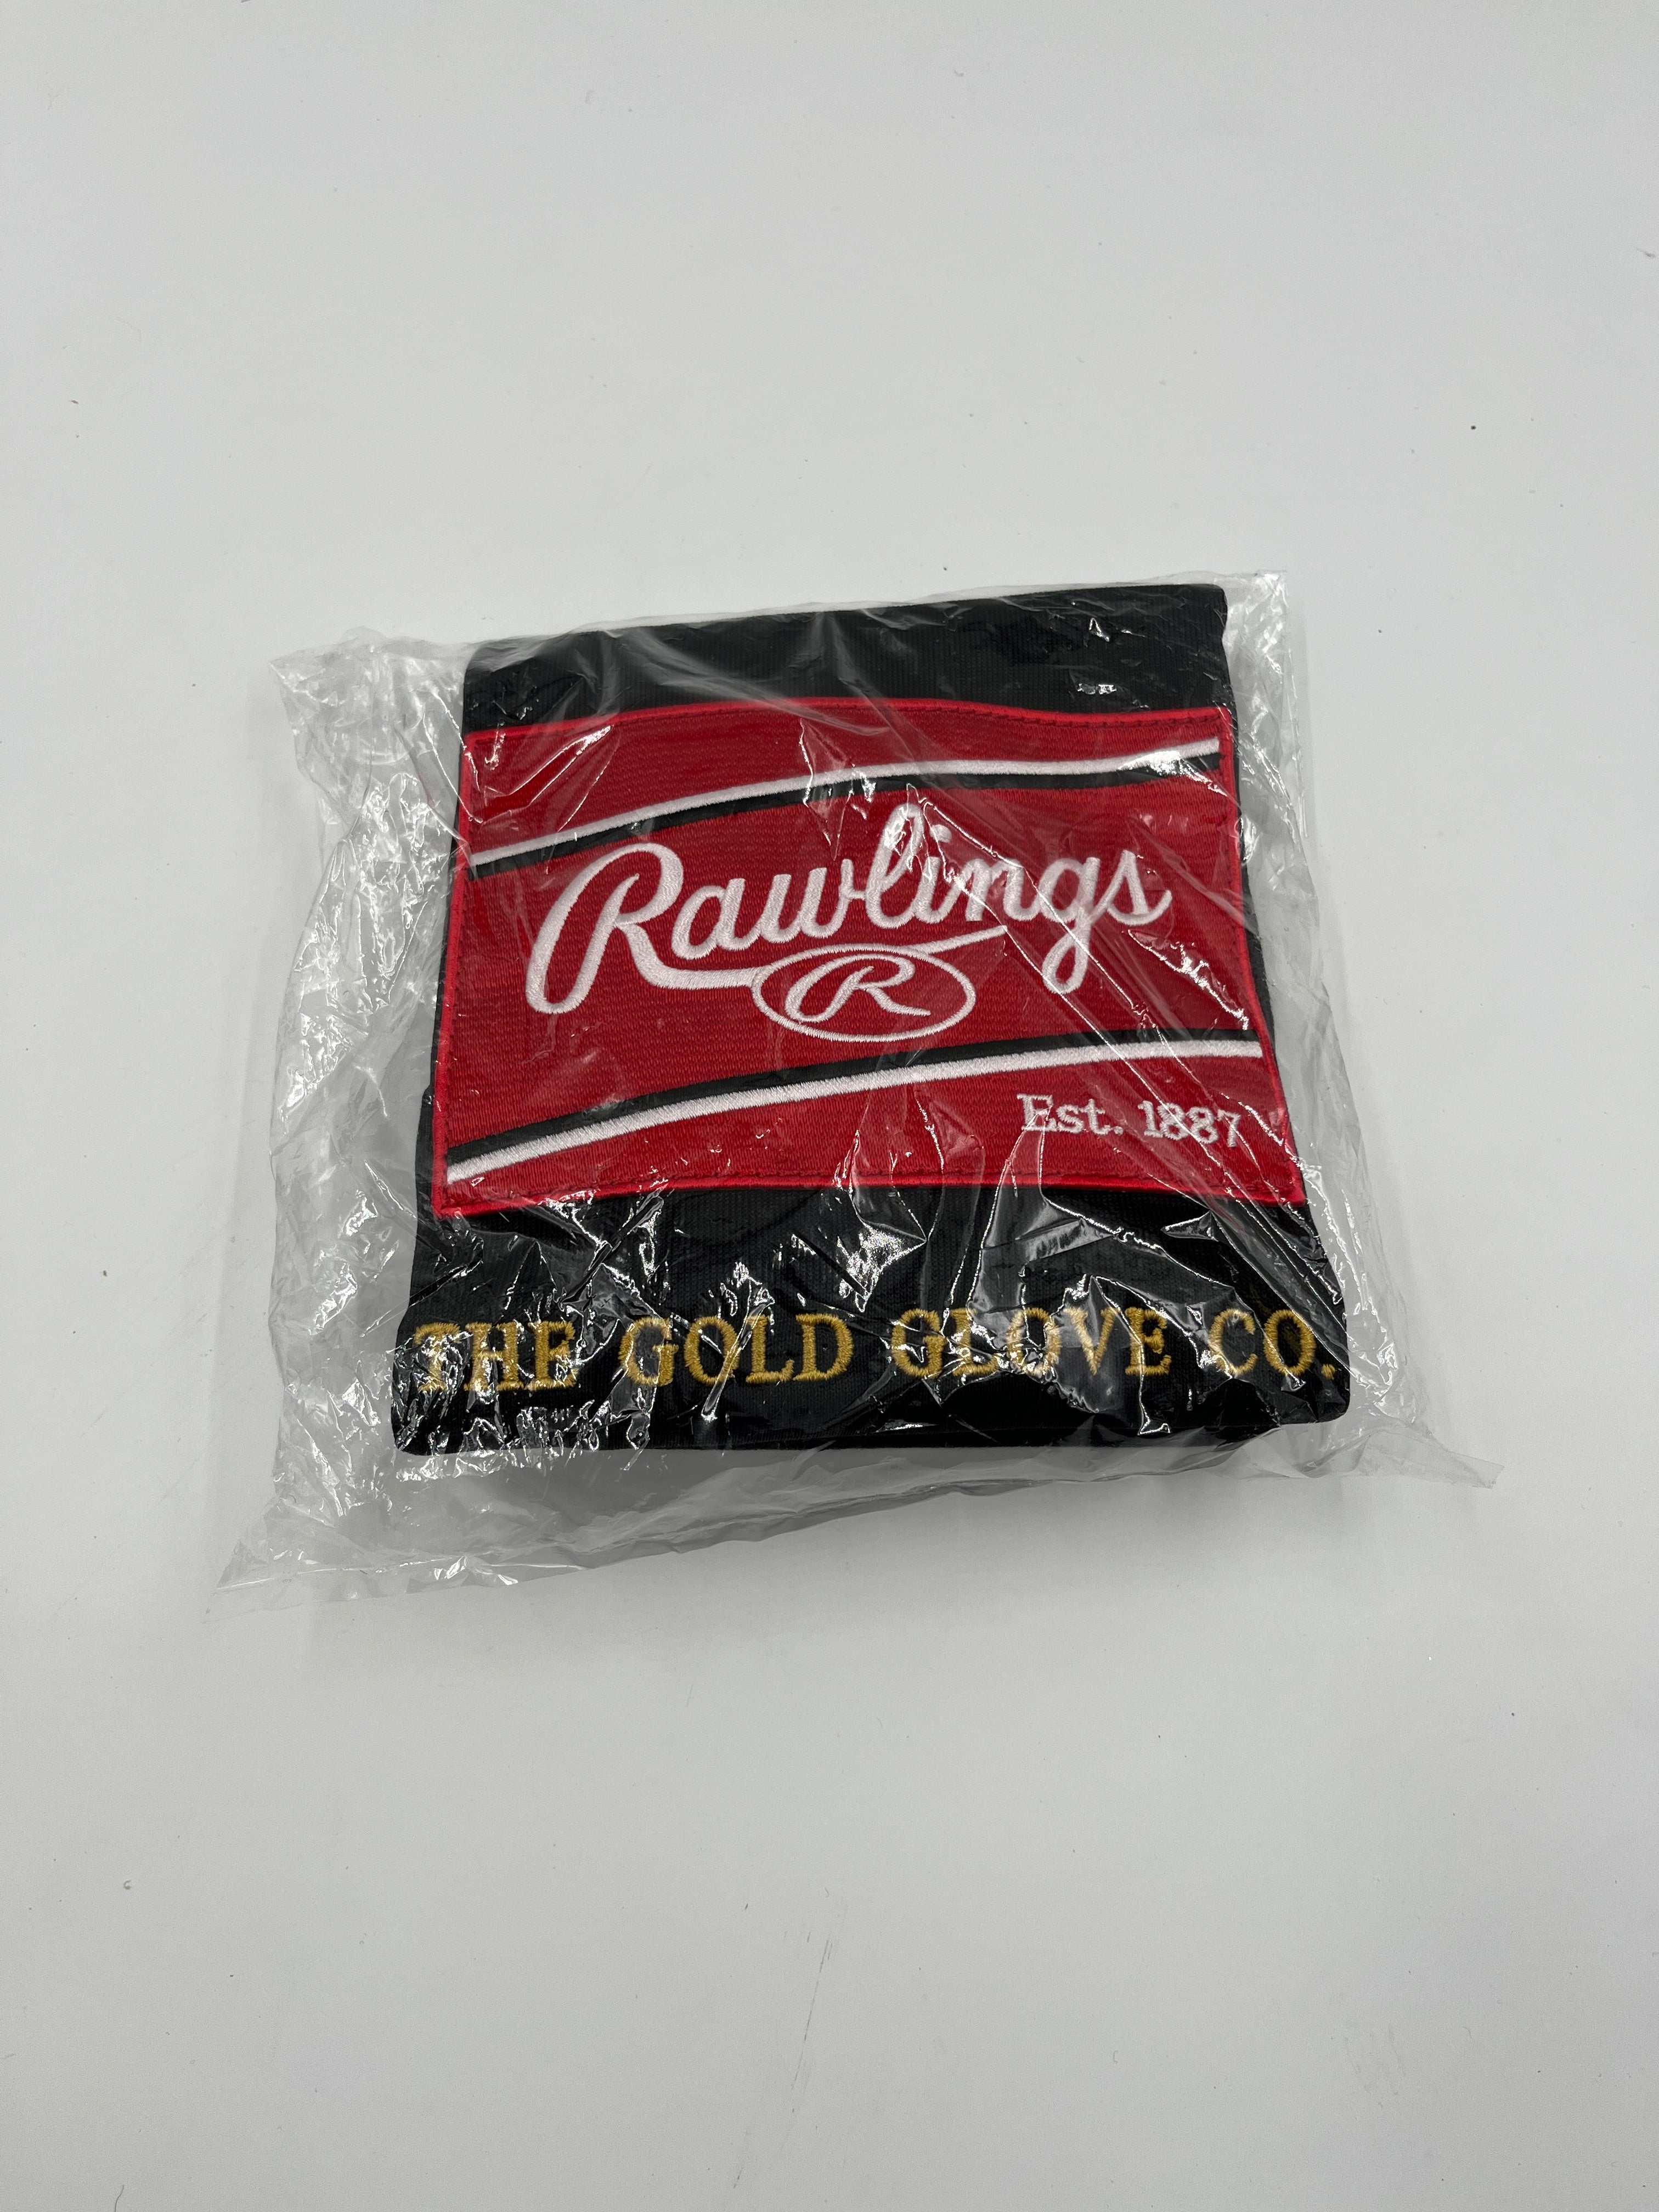 Rawlings
R
Est. 1887
THE GOLD GLOVE CO.